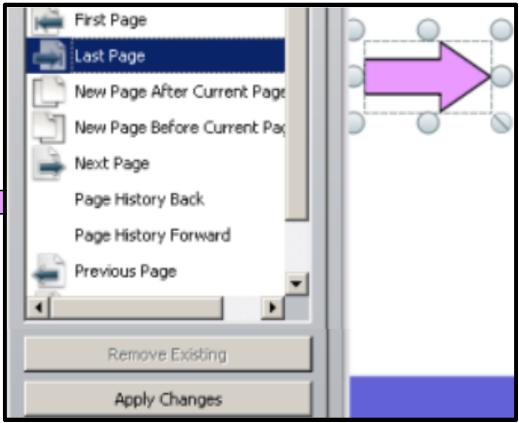 First Page
Last Page
New Page After Current Page
New Page Before Current Pag
Next Page
Page History Back
Page History Forward
Previous Page
Remove Existing
Apply Changes